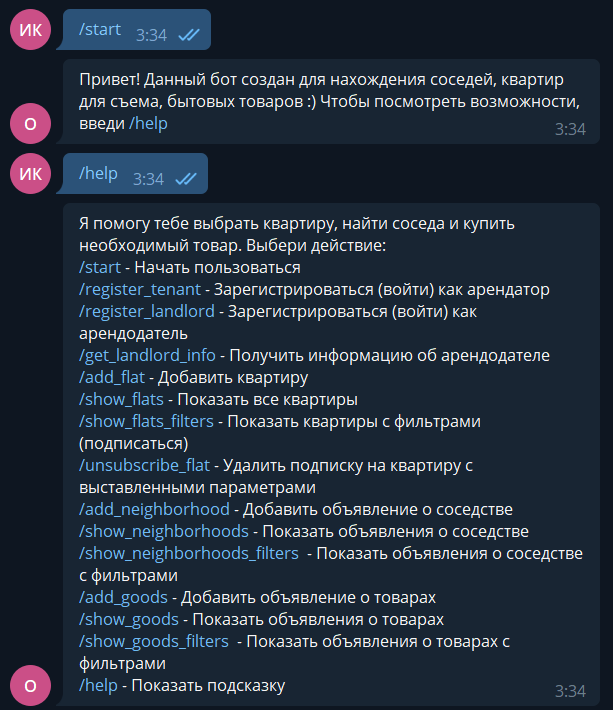 ИК
/start 3:34
Привет! Данный бот создан для нахождения соседей, квартир
для съема, бытовых товаров :) Чтобы посмотреть возможности,
введи /help
3:34
О
ИК
/help 3:34
Я помогу тебе выбрать квартиру, найти соседа и купить
необходимый товар. Выбери действие:
/start - Начать пользоваться
/register_tenant - Зарегистрироваться (войти) как арендатор
/register_landlord - Зарегистрироваться (войти) как
арендодатель
/get_landlord_info - Получить информацию об арендодателе
/add_flat - Добавить квартиру
/show_flats - Показать все квартиры
/show_flats_filters - Показать квартиры с фильтрами
(подписаться)
/unsubscribe_flat - Удалить подписку на квартиру с
выставленными параметрами
/add_neighborhood - Добавить объявление о соседстве
/show_neighborhoods - Показать объявления о соседстве
/show_neighborhoods_filters - Показать объявления о соседстве
с фильтрами
/add_goods - Добавить объявление о товарах
/show_goods - Показать объявления о товарах
/show_goods_filters - Показать объявления о товарах с
фильтрами
/help - Показать подсказку
3:34
О